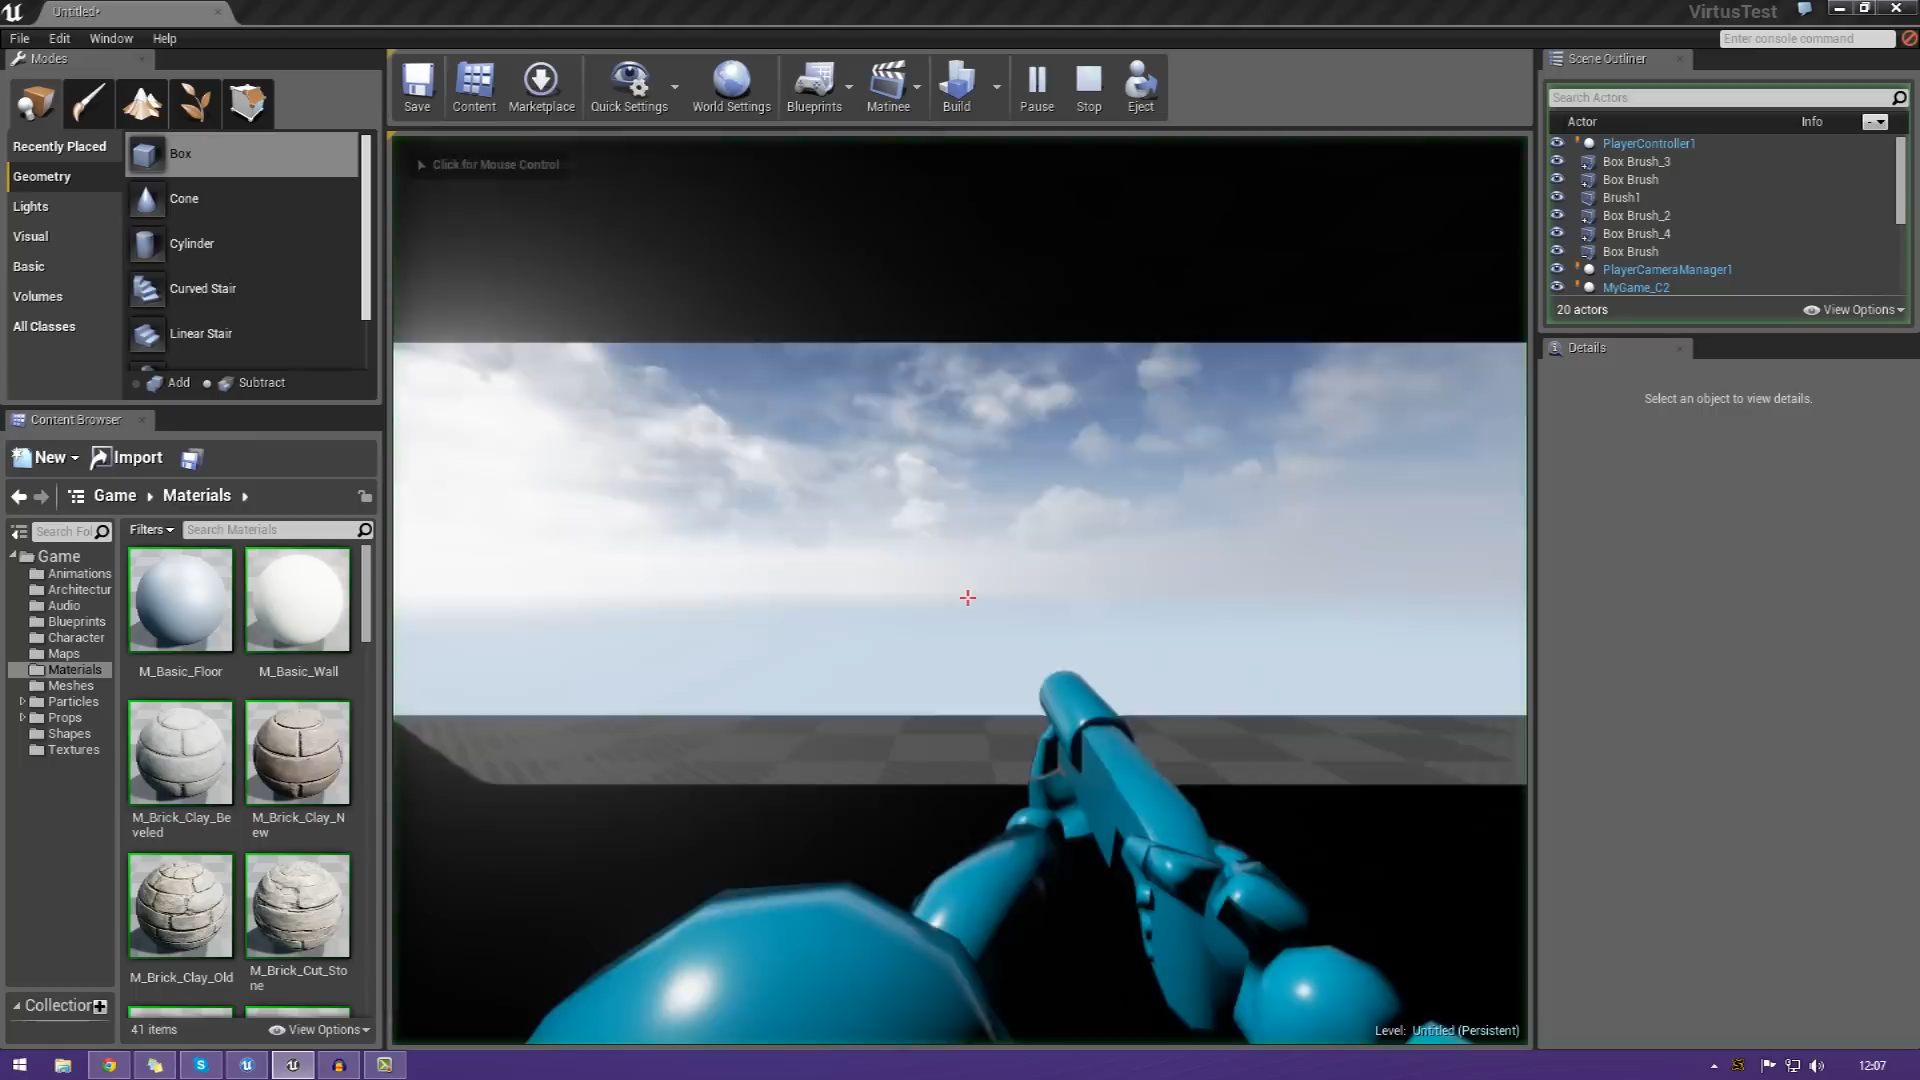 Untitled•
VirtusTest
File Edit Window Help
Enter console command
Modes
Save Content Marketplace Quick Settings World Settings Blueprints Matinee Build Pause Stop Eject
Scene Outliner
Search Actors
Actor Info
PlayerController1
Box Brush_3
Box Brush
Brush1
Box Brush_2
Box Brush_4
Box Brush
PlayerCameraManager1
MyGame_C2
20 actors View Options
Details
Select an object to view details.
Recently Placed
Geometry
Lights
Visual
Basic
Volumes
All Classes
Box
Cone
Cylinder
Curved Stair
Linear Stair
Add Subtract
Click for Mouse Control
Content Browser
New Import
Game Materials
Search Fol
Filters Search Materials
Game
Animations
Architectur
Audio
Blueprints
Character
Maps
Materials
Meshes
Particles
Props
Shapes
Textures
Collection
M_Basic_Floor
M_Basic_Wall
M_Brick_Clay_Be
veled
M_Brick_Clay_N
ew
M_Brick_Clay_Old
M_Brick_Cut_Sto
ne
41 items View Options
Level: Untitled (Persistent)
12:07